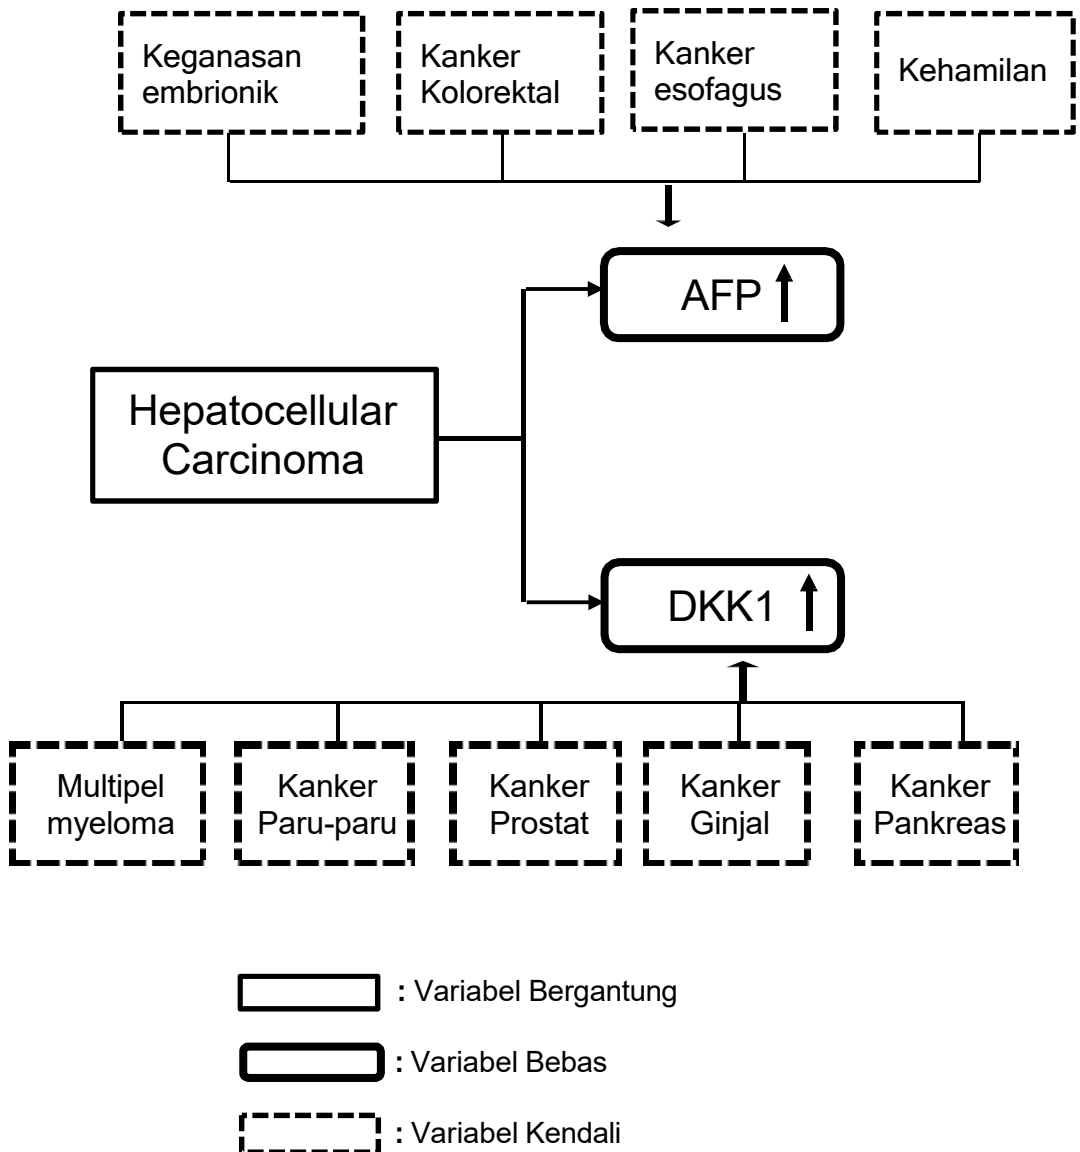 Keganasan
embrionik
Kanker
Kolorektal
Kanker
esofagus
Kehamilan
AFP
Hepatocellular
Carcinoma
DKK1
Multipel
myeloma
Kanker
Paru-paru
Kanker
Prostat
Kanker
Ginjal
Kanker
Pankreas
: Variabel Bergantung
: Variabel Bebas
: Variabel Kendali